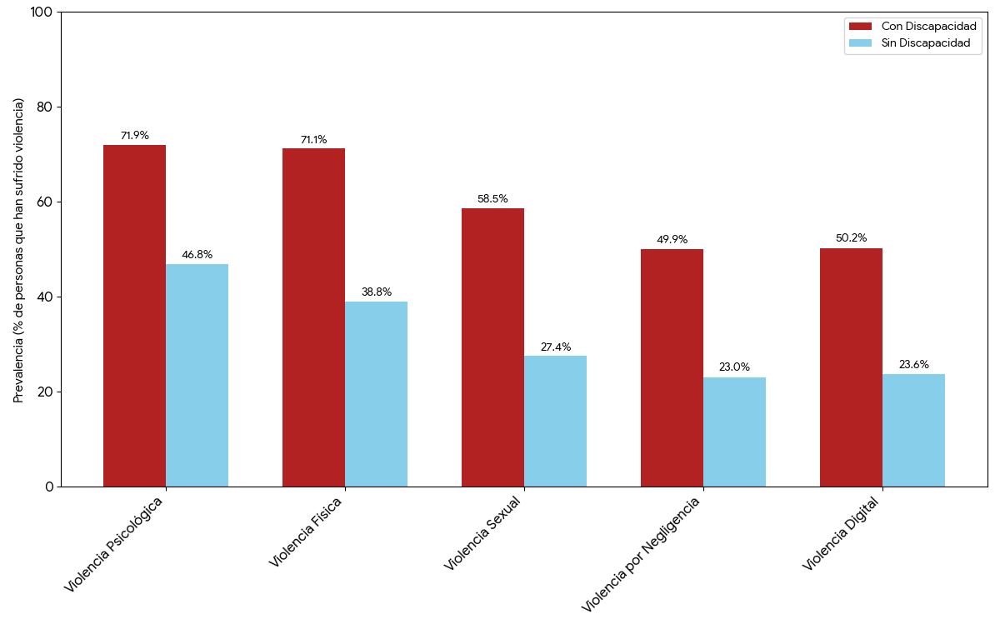 Con Discapacidad
Sin Discapacidad
Prevalencia (% de personas que han sufrido violencia)
100
80
60
40
20
0
71.9%
46.8%
71.1%
38.8%
58.5%
27.4%
49.9%
23.0%
50.2%
23.6%
Violencia Psicológica
Violencia Física
Violencia Sexual
Violencia por Negligencia
Violencia Digital